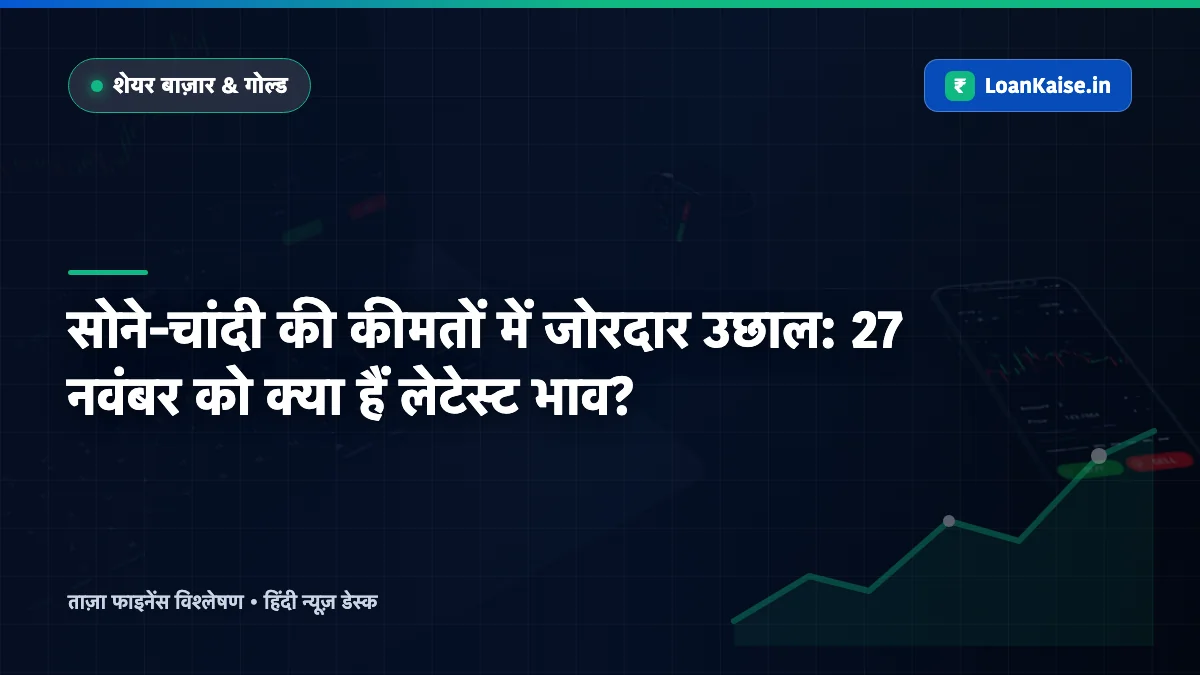 शेयर बाज़ार & गोल्ड
₹ LoanKaise.in
सोने-चांदी की कीमतों में जोरदार उछाल: 27
नवंबर को क्या हैं लेटेस्ट भाव?
ताज़ा फाइनेंस विश्लेषण • हिंदी न्यूज़ डेस्क